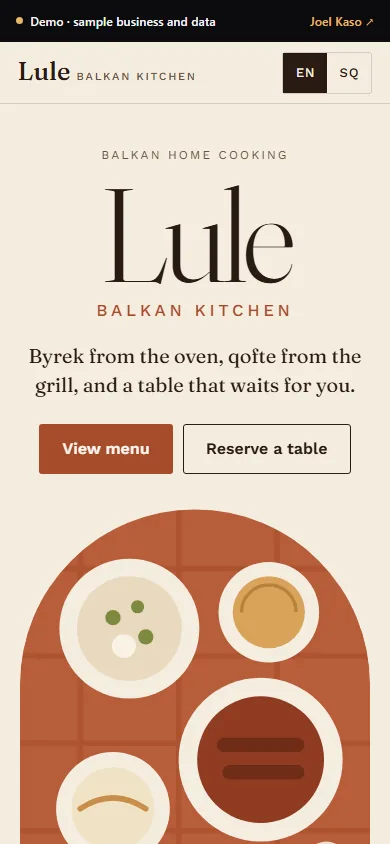 Demo · sample business and data
Joel Kaso ↗
Lule BALKAN KITCHEN
EN SQ
BALKAN HOME COOKING
Lule
BALKAN KITCHEN
Byrek from the oven, qofte from the
grill, and a table that waits for you.
View menu
Reserve a table